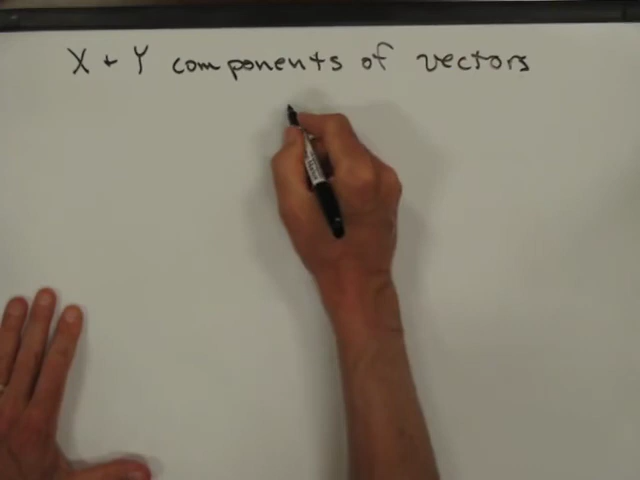 X + Y components of vectors